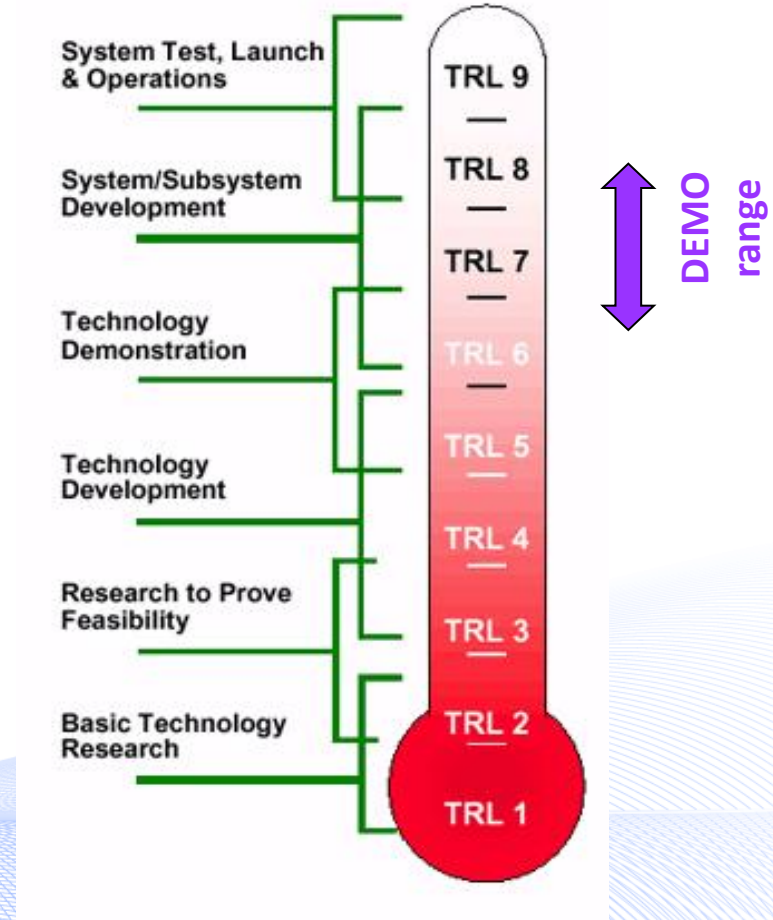 System Test, Launch
& Operations
System/Subsystem
Development
Technology
Demonstration
Technology
Development
Research to Prove
Feasibility
Basic Technology
Research
TRL 9
TRL 8
TRL 7
TRL 6
TRL 5
TRL 4
TRL 3
TRL 2
TRL 1
DEMO
range